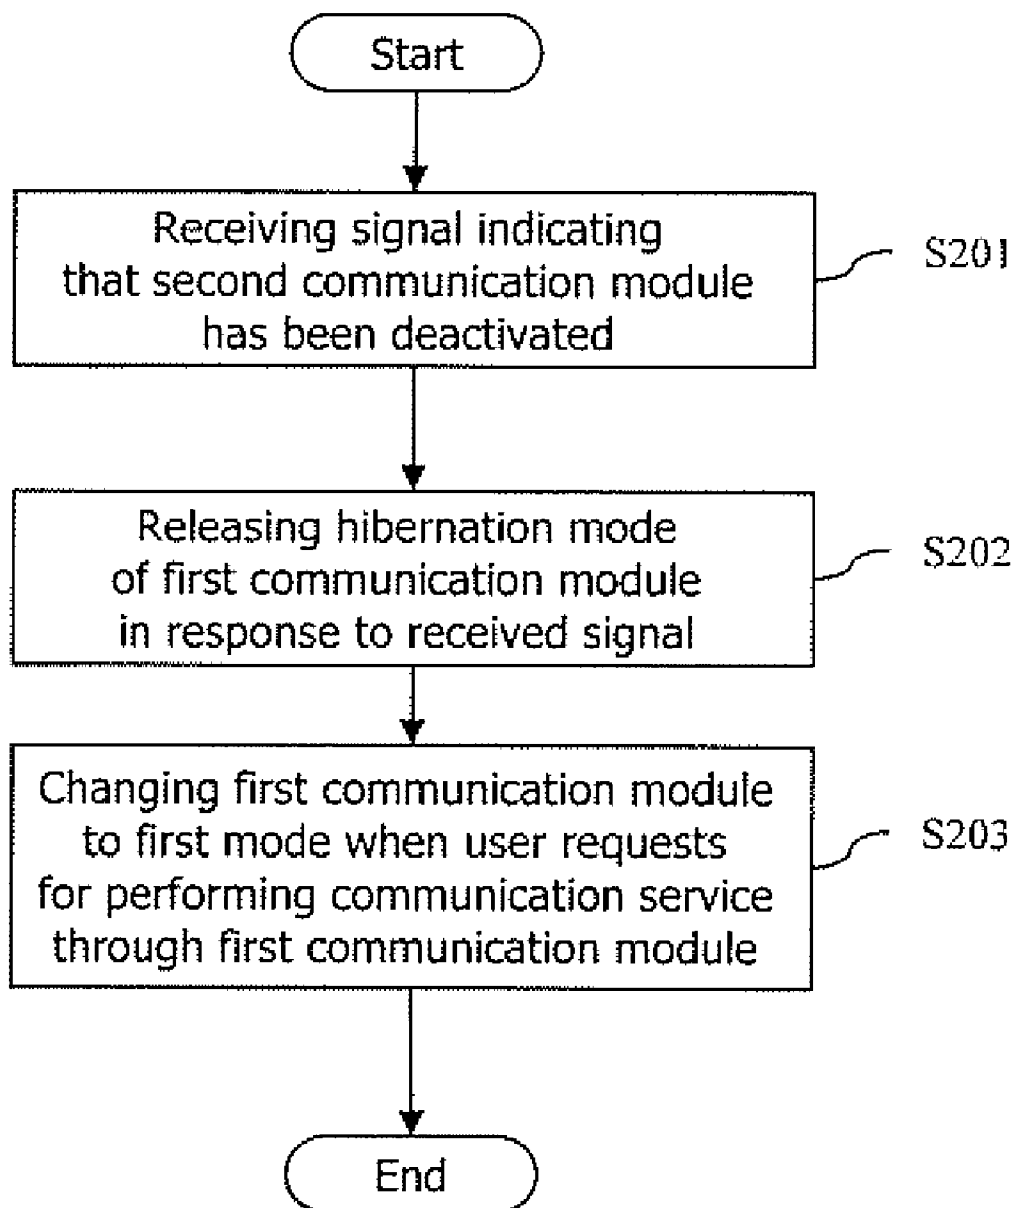 Start
Receiving signal indicating
that second communication module
has been deactivated
S201
Releasing hibernation mode
of first communication module
in response to received signal
S202
Changing first communication module
to first mode when user requests
for performing communication service
through first communication module
S203
End